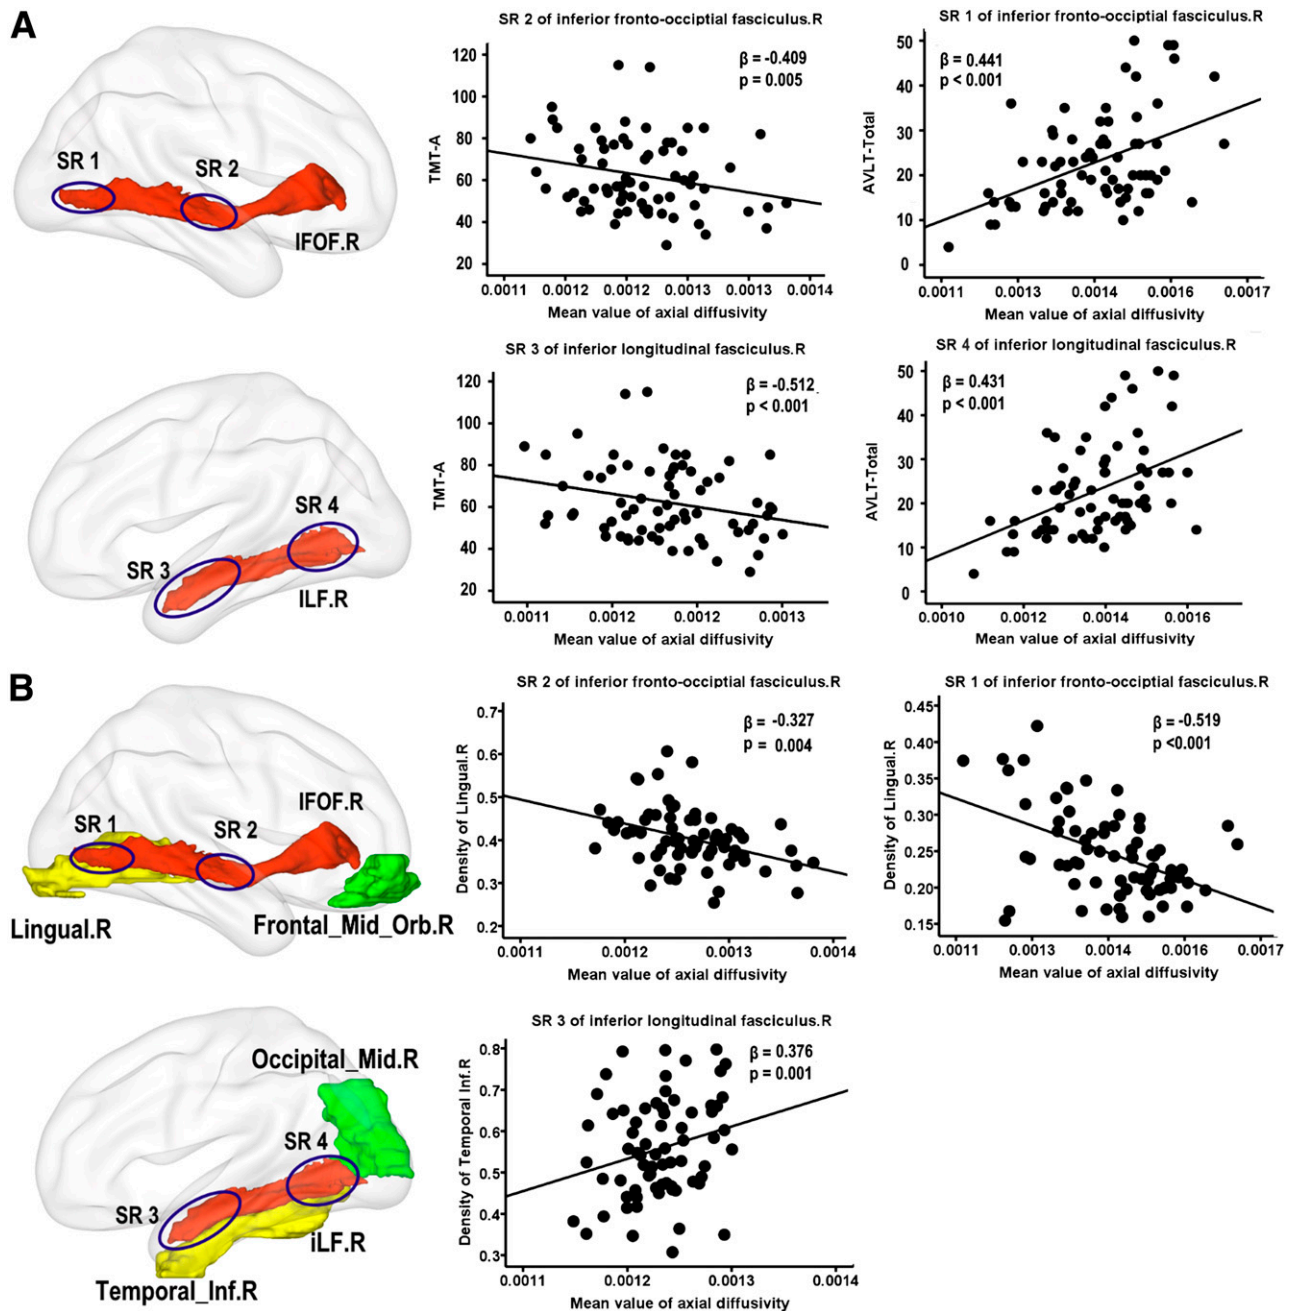 A
SR 1
SR 2
IFOF.R
SR 2 of inferior fronto-occiptial fasciculus.R
β = -0.409
p = 0.005
TMT-A
120
100
80
60
40
20
0.0011
0.0012
0.0012
0.0013
0.0013
0.0014
Mean value of axial diffusivity
SR 1 of inferior fronto-occiptial fasciculus.R
β = 0.441
p < 0.001
AVLT-Total
50
40
30
20
10
0
0.0011
0.0013
0.0014
0.0016
0.0017
Mean value of axial diffusivity
SR 4
SR 3
ILF.R
SR 3 of inferior longitudinal fasciculus.R
β = -0.512
p < 0.001
TMT-A
120
100
80
60
40
20
0.0011
0.0012
0.0012
0.0013
Mean value of axial diffusivity
SR 4 of inferior longitudinal fasciculus.R
β = 0.431
p < 0.001
AVLT-Total
50
40
30
20
10
0
0.0010
0.0012
0.0014
0.0016
Mean value of axial diffusivity
B
SR 1
SR 2
IFOF.R
Lingual.R
Frontal_Mid_Orb.R
SR 2 of inferior fronto-occiptial fasciculus.R
β = -0.327
p = 0.004
Density of Lingual.R
0.7
0.6
0.5
0.4
0.3
0.2
0.0011
0.0012
0.0013
0.0014
Mean value of axial diffusivity
SR 1 of inferior fronto-occiptial fasciculus.R
β = -0.519
p <0.001
Density of Lingual.R
0.45
0.40
0.35
0.30
0.25
0.20
0.15
0.0011
0.0013
0.0014
0.0016
0.0017
Mean value of axial diffusivity
Occipital_Mid.R
SR 4
SR 3
iLF.R
Temporal_Inf.R
SR 3 of inferior longitudinal fasciculus.R
β = 0.376
p = 0.001
Density of Temporal Inf.R
0.8
0.7
0.6
0.5
0.4
0.3
0.0011
0.0012
0.0013
0.0014
Mean value of axial diffusivity